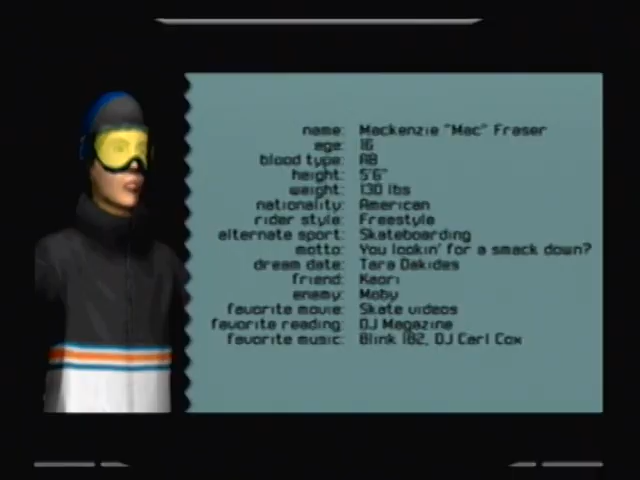 name: Mackenzie "Mac" Fraser
age: 16
blood type: AB
height: 5'6"
weight: 130 lbs
nationality: American
rider style: Freestyle
alternate sport: Skateboarding
motto: You lookin' for a smack down?
dream date: Tara Dakides
friend: Kaori
enemy: Moby
favorite movie: Skate videos
favorite reading: DJ Magazine
favorite music: Blink 182, DJ Carl Cox